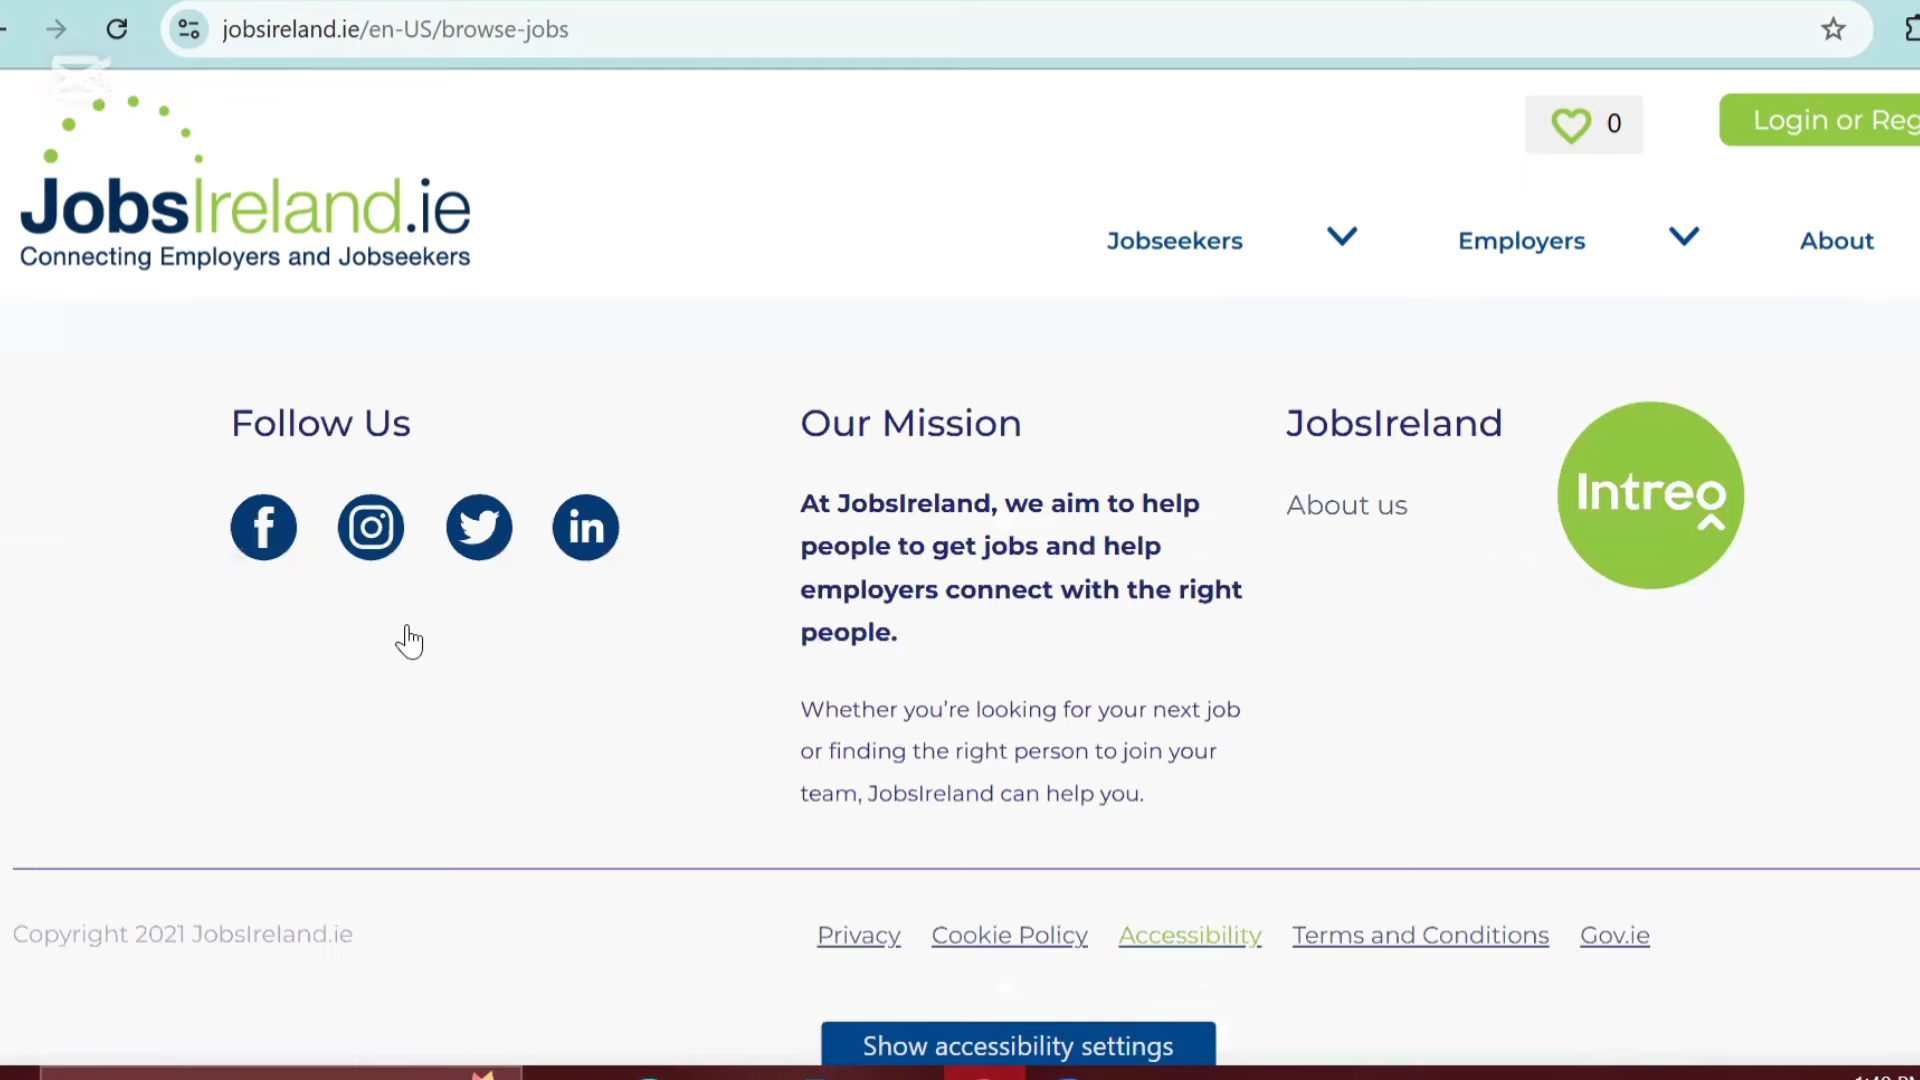 jobsireland.ie/en-US/browse-jobs
0
Login or Reg
JobsIreland.ie
Connecting Employers and Jobseekers
Jobseekers
Employers
About
Follow Us
Our Mission
At JobsIreland, we aim to help
people to get jobs and help
employers connect with the right
people.
Whether you're looking for your next job
or finding the right person to join your
team, JobsIreland can help you.
JobsIreland
About us
Intreo
Copyright 2021 JobsIreland.ie
Privacy
Cookie Policy
Accessibility
Terms and Conditions
Gov.ie
Show accessibility settings